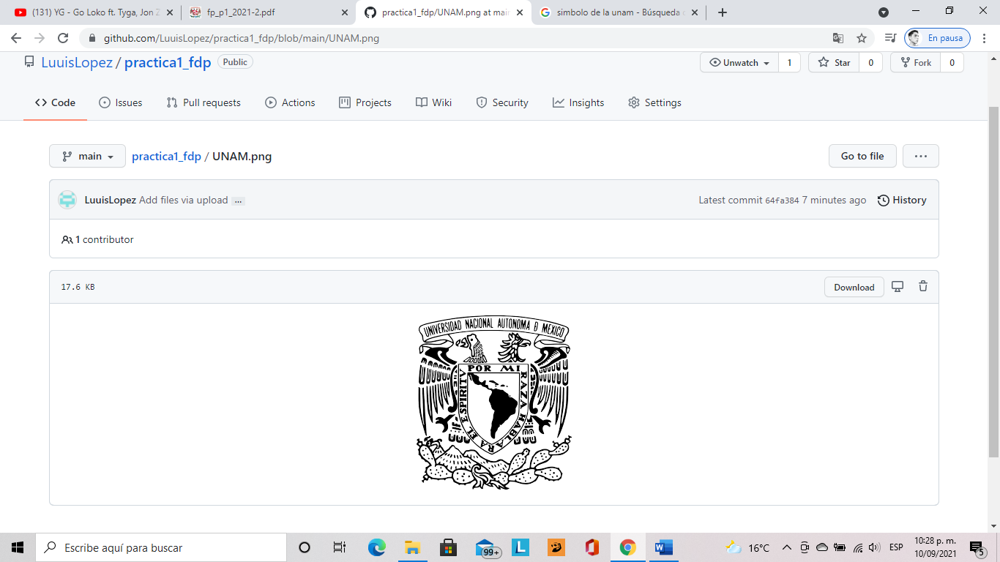 (131) YG - Go Loko ft. Tyga, Jon Z
fp_p1_2021-2.pdf
practica1_fdp/UNAM.png at mai
simbolo de la unam - Búsqueda
github.com/LuuisLopez/practica1_fdp/blob/main/UNAM.png
En pausa
LuuisLopez / practica1_fdp Public
Unwatch 1 Star 0 Fork 0
Code Issues Pull requests Actions Projects Wiki Security Insights Settings
main practica1_fdp / UNAM.png Go to file ...
LuuisLopez Add files via upload ... Latest commit 64fa384 7 minutes ago History
1 contributor
17.6 KB Download
UNIVERSIDAD NACIONAL AUTONOMA D MEXICO
POR MI RAZA HABLARA EL ESPIRITV
Escribe aquí para buscar
99+
L
16°C
ESP
10:28 p. m.
10/09/2021
5